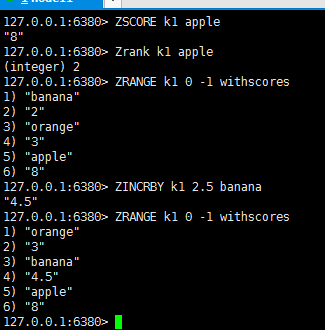 127.0.0.1:6380> ZSCORE k1 apple
"8"
127.0.0.1:6380> Zrank k1 apple
(integer) 2
127.0.0.1:6380> ZRANGE k1 0 -1 withscores
1) "banana"
2) "2"
3) "orange"
4) "3"
5) "apple"
6) "8"
127.0.0.1:6380> ZINCRBY k1 2.5 banana
"4.5"
127.0.0.1:6380> ZRANGE k1 0 -1 withscores
1) "orange"
2) "3"
3) "banana"
4) "4.5"
5) "apple"
6) "8"
127.0.0.1:6380>